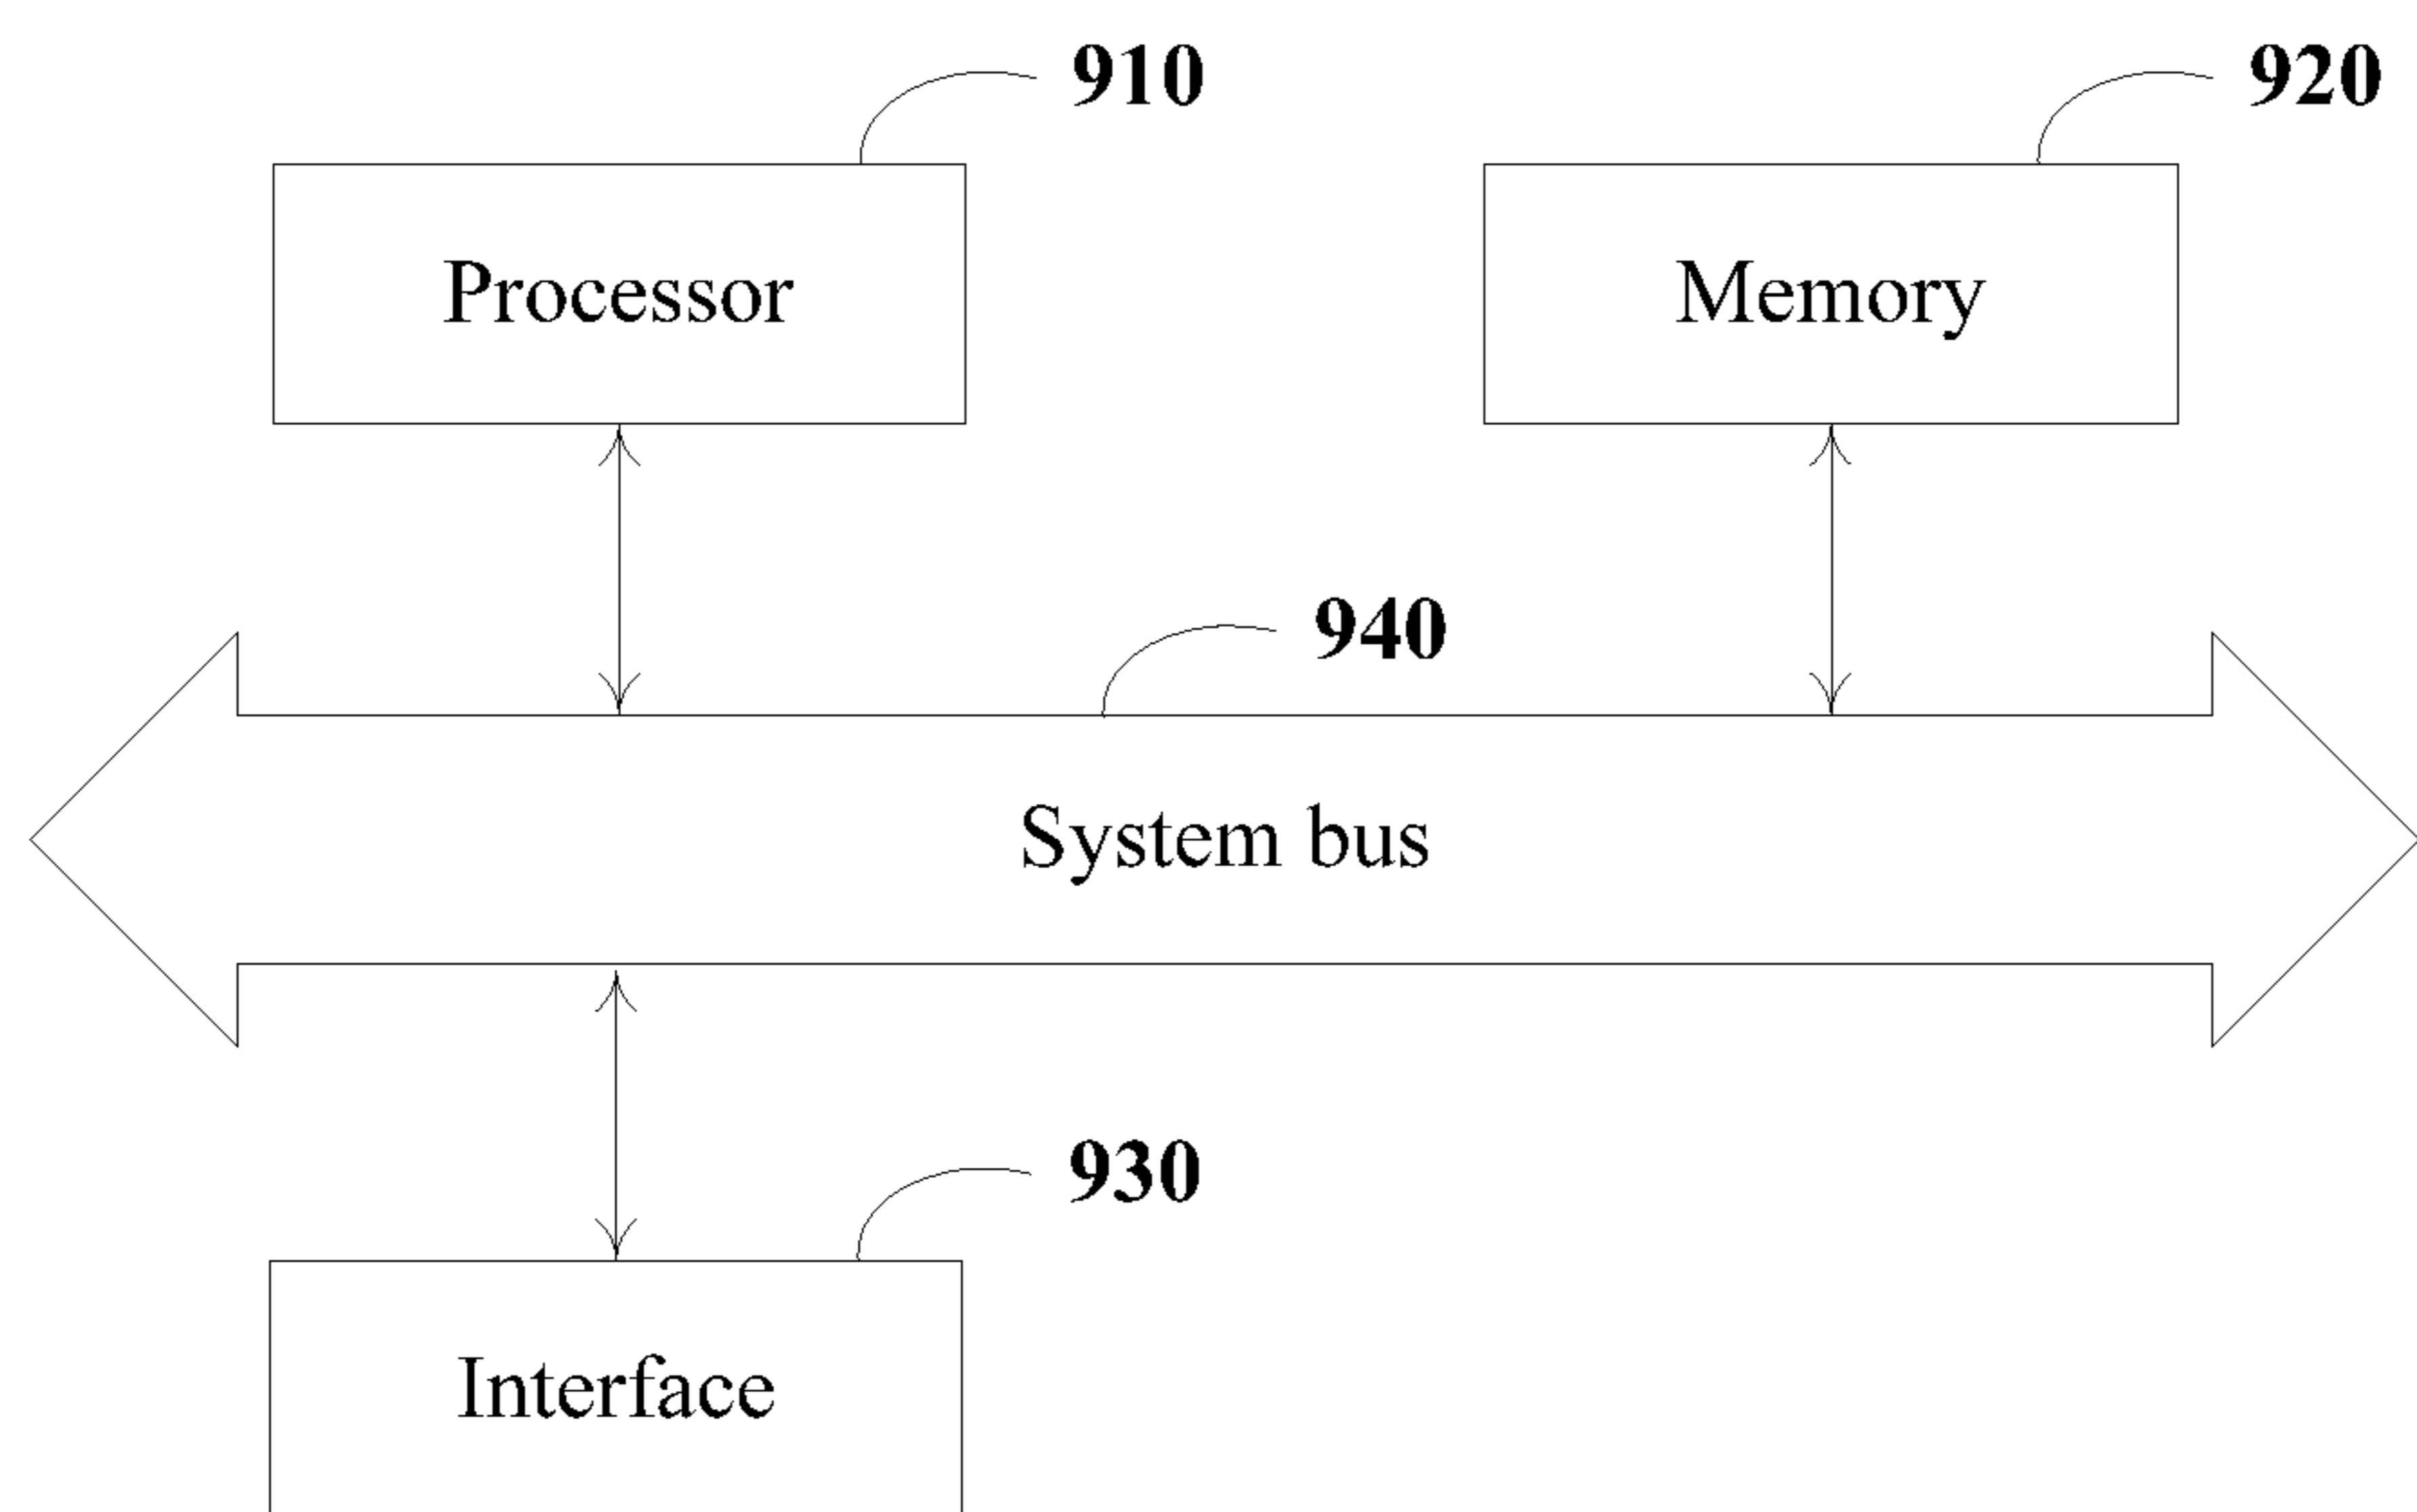 910
920
Processor
Memory
940
System bus
930
Interface